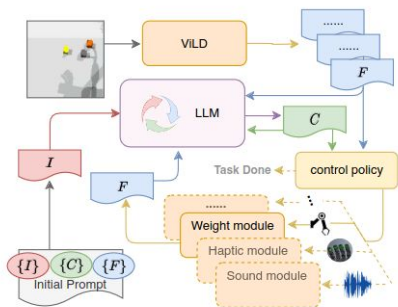 ......
ViLD
......
F
LLM
C
I
Task Done
control policy
F
......
Weight module
Haptic module
Sound module
{I} {C} {F}
Initial Prompt